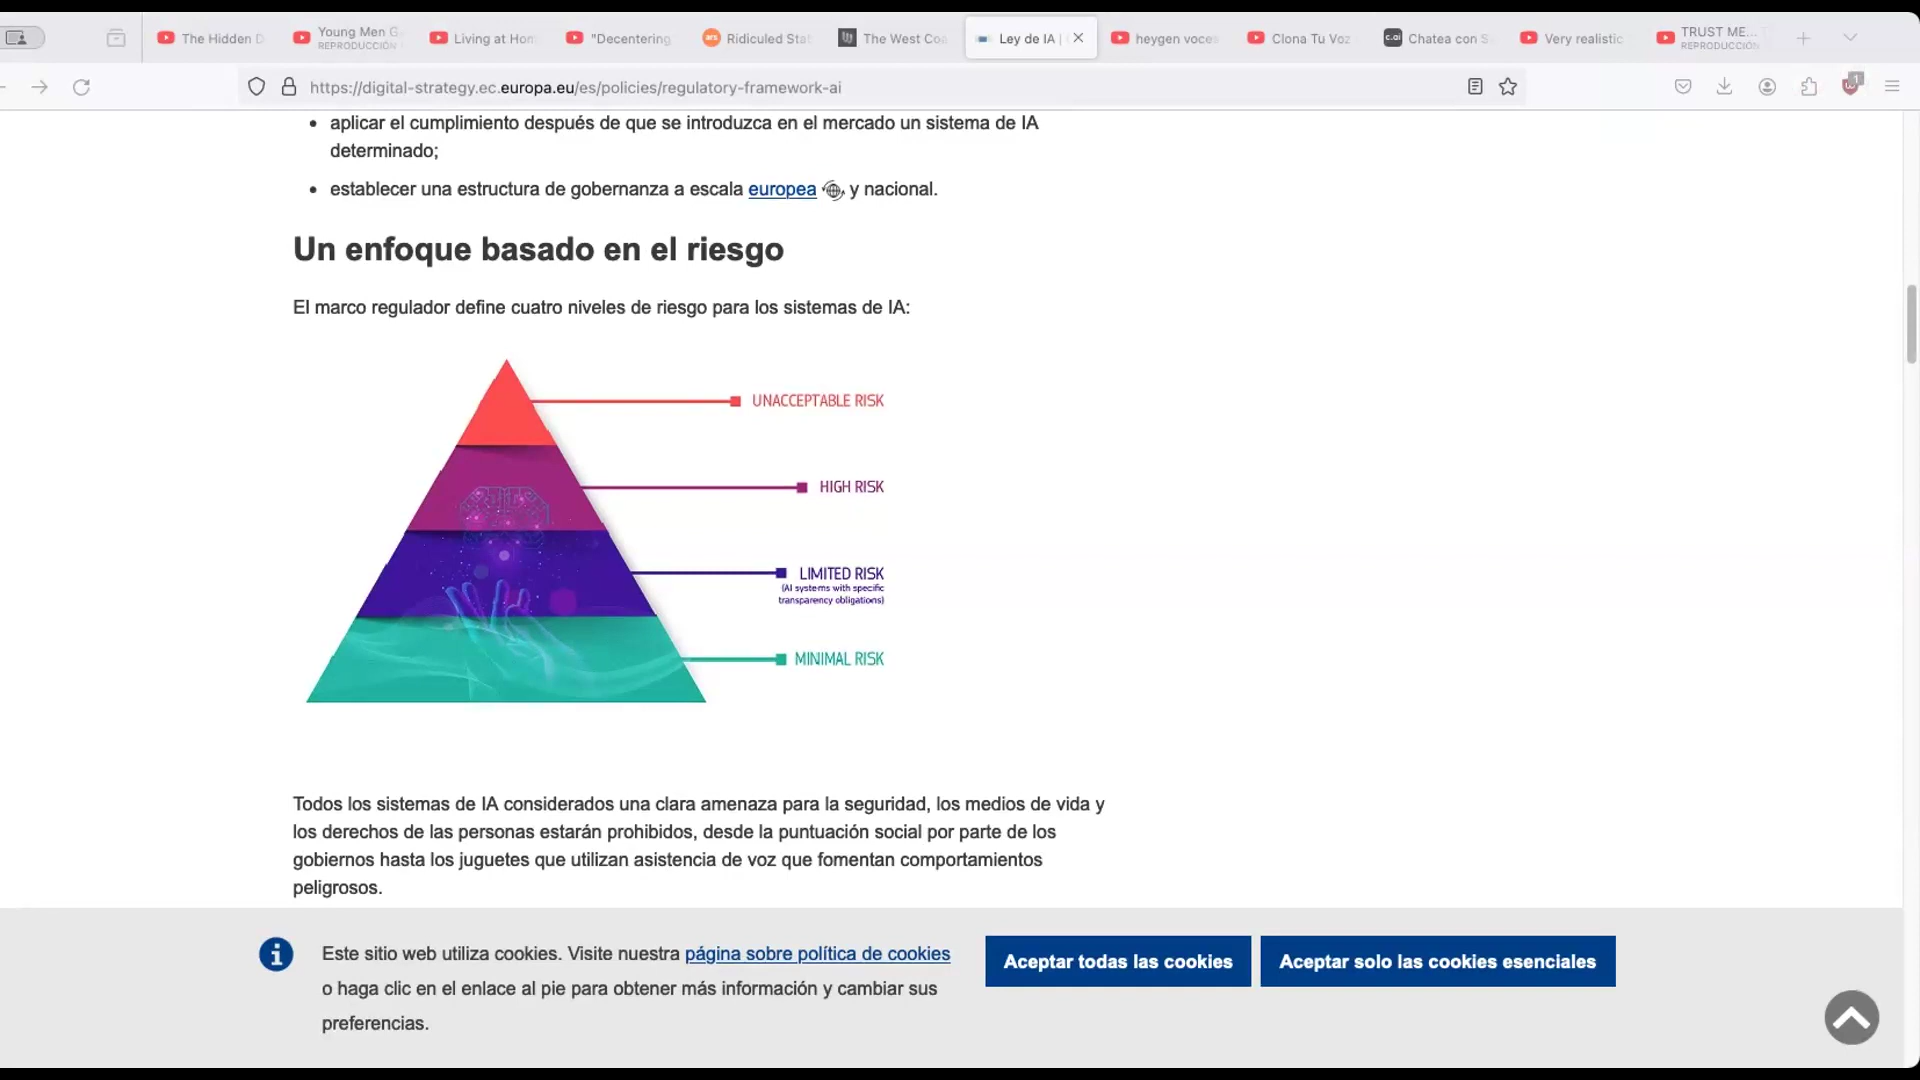 The Hidden D
Young Men G
REPRODUCCIÓN
Living at Hom
"Decentering
Ridiculed Stat
The West Coa
Ley de IA |
heygen voces
Clona Tu Voz
c.ai
Chatea con S
Very realistic
TRUST ME...
REPRODUCCIÓN
https://digital-strategy.ec.europa.eu/es/policies/regulatory-framework-ai
1
• aplicar el cumplimiento después de que se introduzca en el mercado un sistema de IA
determinado;
• establecer una estructura de gobernanza a escala europea y nacional.
Un enfoque basado en el riesgo
El marco regulador define cuatro niveles de riesgo para los sistemas de IA:
UNACCEPTABLE RISK
HIGH RISK
LIMITED RISK
(AI systems with specific
transparency obligations)
MINIMAL RISK
Todos los sistemas de IA considerados una clara amenaza para la seguridad, los medios de vida y
los derechos de las personas estarán prohibidos, desde la puntuación social por parte de los
gobiernos hasta los juguetes que utilizan asistencia de voz que fomentan comportamientos
peligrosos.
Este sitio web utiliza cookies. Visite nuestra página sobre política de cookies
o haga clic en el enlace al pie para obtener más información y cambiar sus
preferencias.
Aceptar todas las cookies
Aceptar solo las cookies esenciales